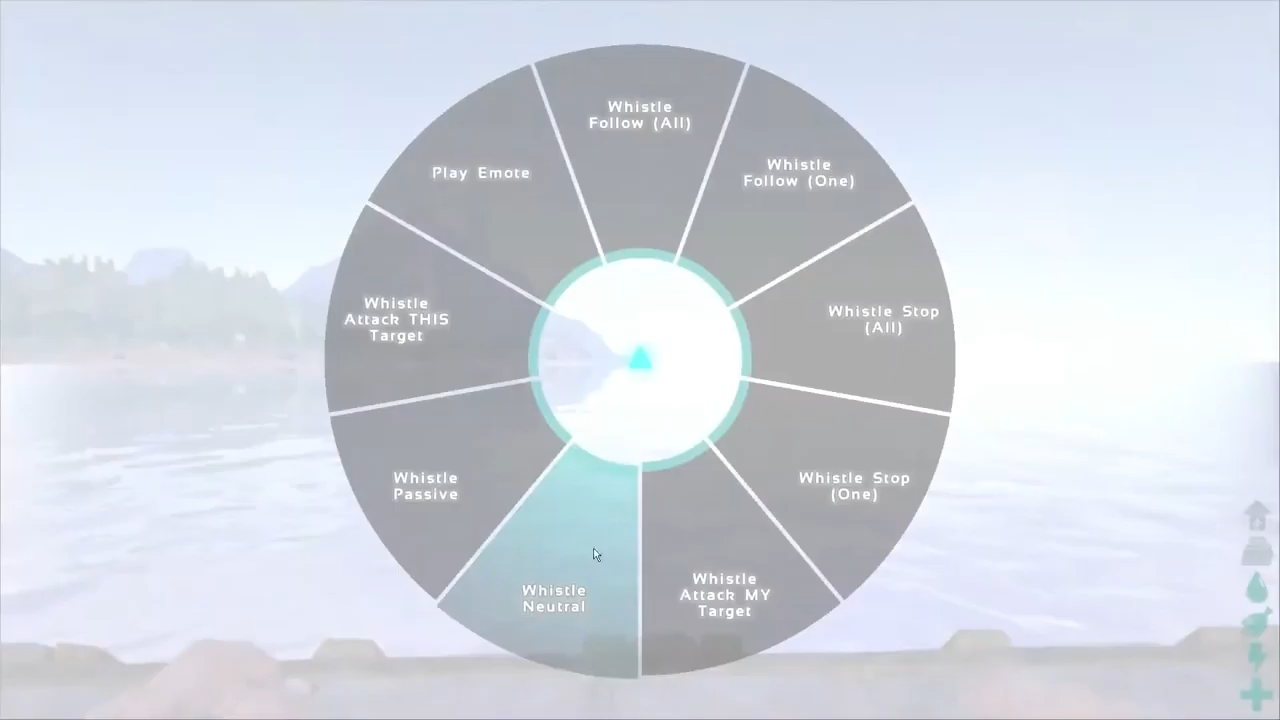 Whistle
Follow (All)
Whistle
Follow (One)
Whistle Stop
(All)
Whistle Stop
(One)
Whistle
Attack MY
Target
Whistle
Neutral
Whistle
Passive
Whistle
Attack THIS
Target
Play Emote